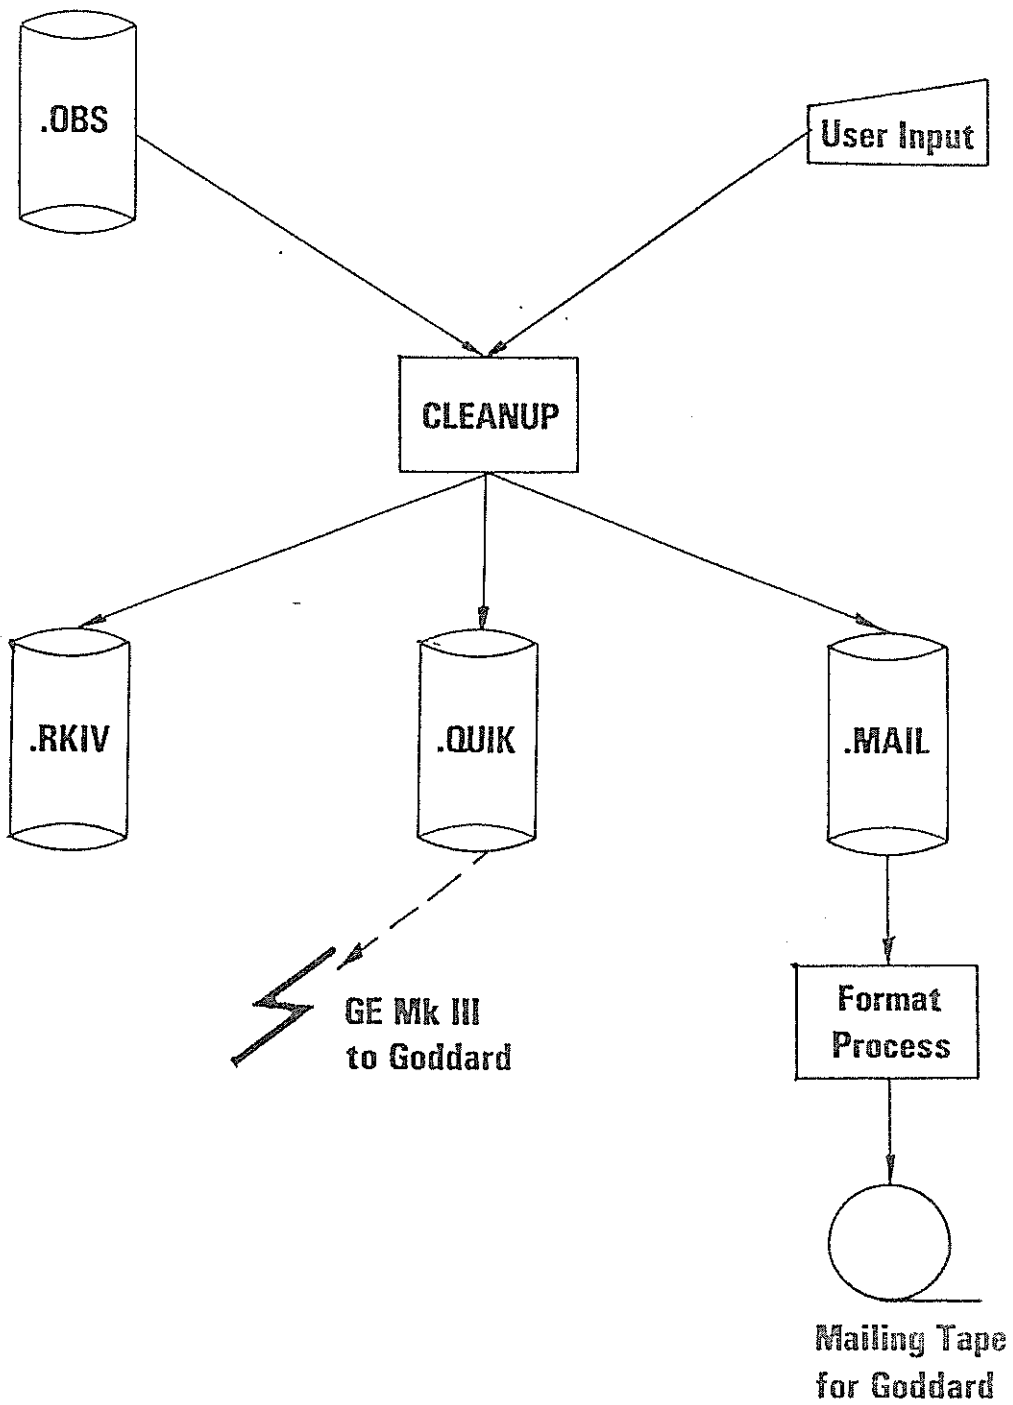 .OBS
User Input
CLEANUP
.RKIV
.QUIK
.MAIL
GE Mk III
to Goddard
Format
Process
Mailing Tape
for Goddard